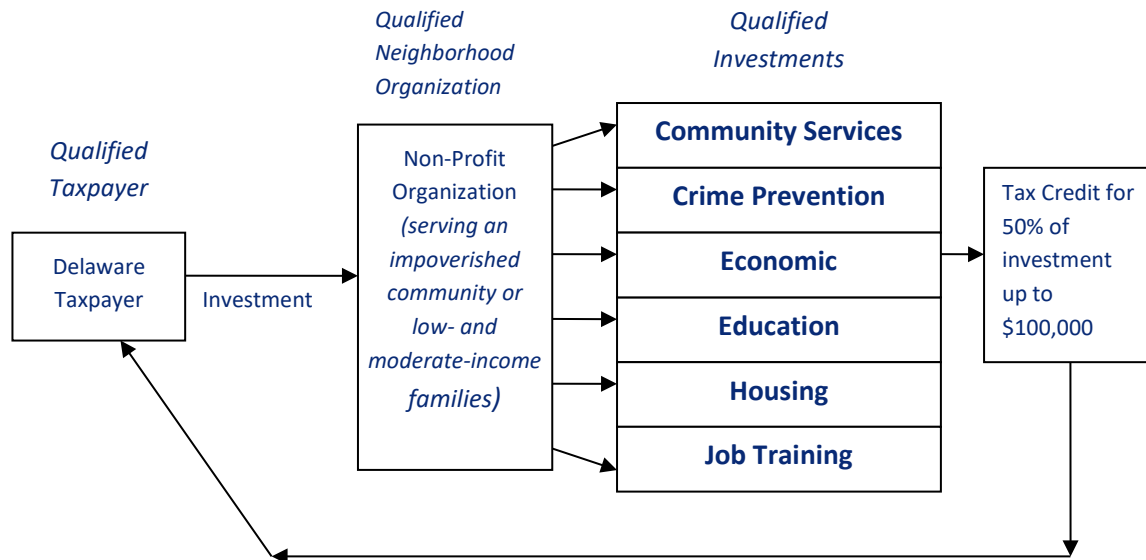 Qualified
Taxpayer
Delaware
Taxpayer
Investment
Qualified
Neighborhood
Organization
Non-Profit
Organization
(serving an
impoverished
community or
low- and
moderate-income
families)
Qualified
Investments
Community Services
Crime Prevention
Economic
Education
Housing
Job Training
Tax Credit for
50% of
investment
up to
$100,000